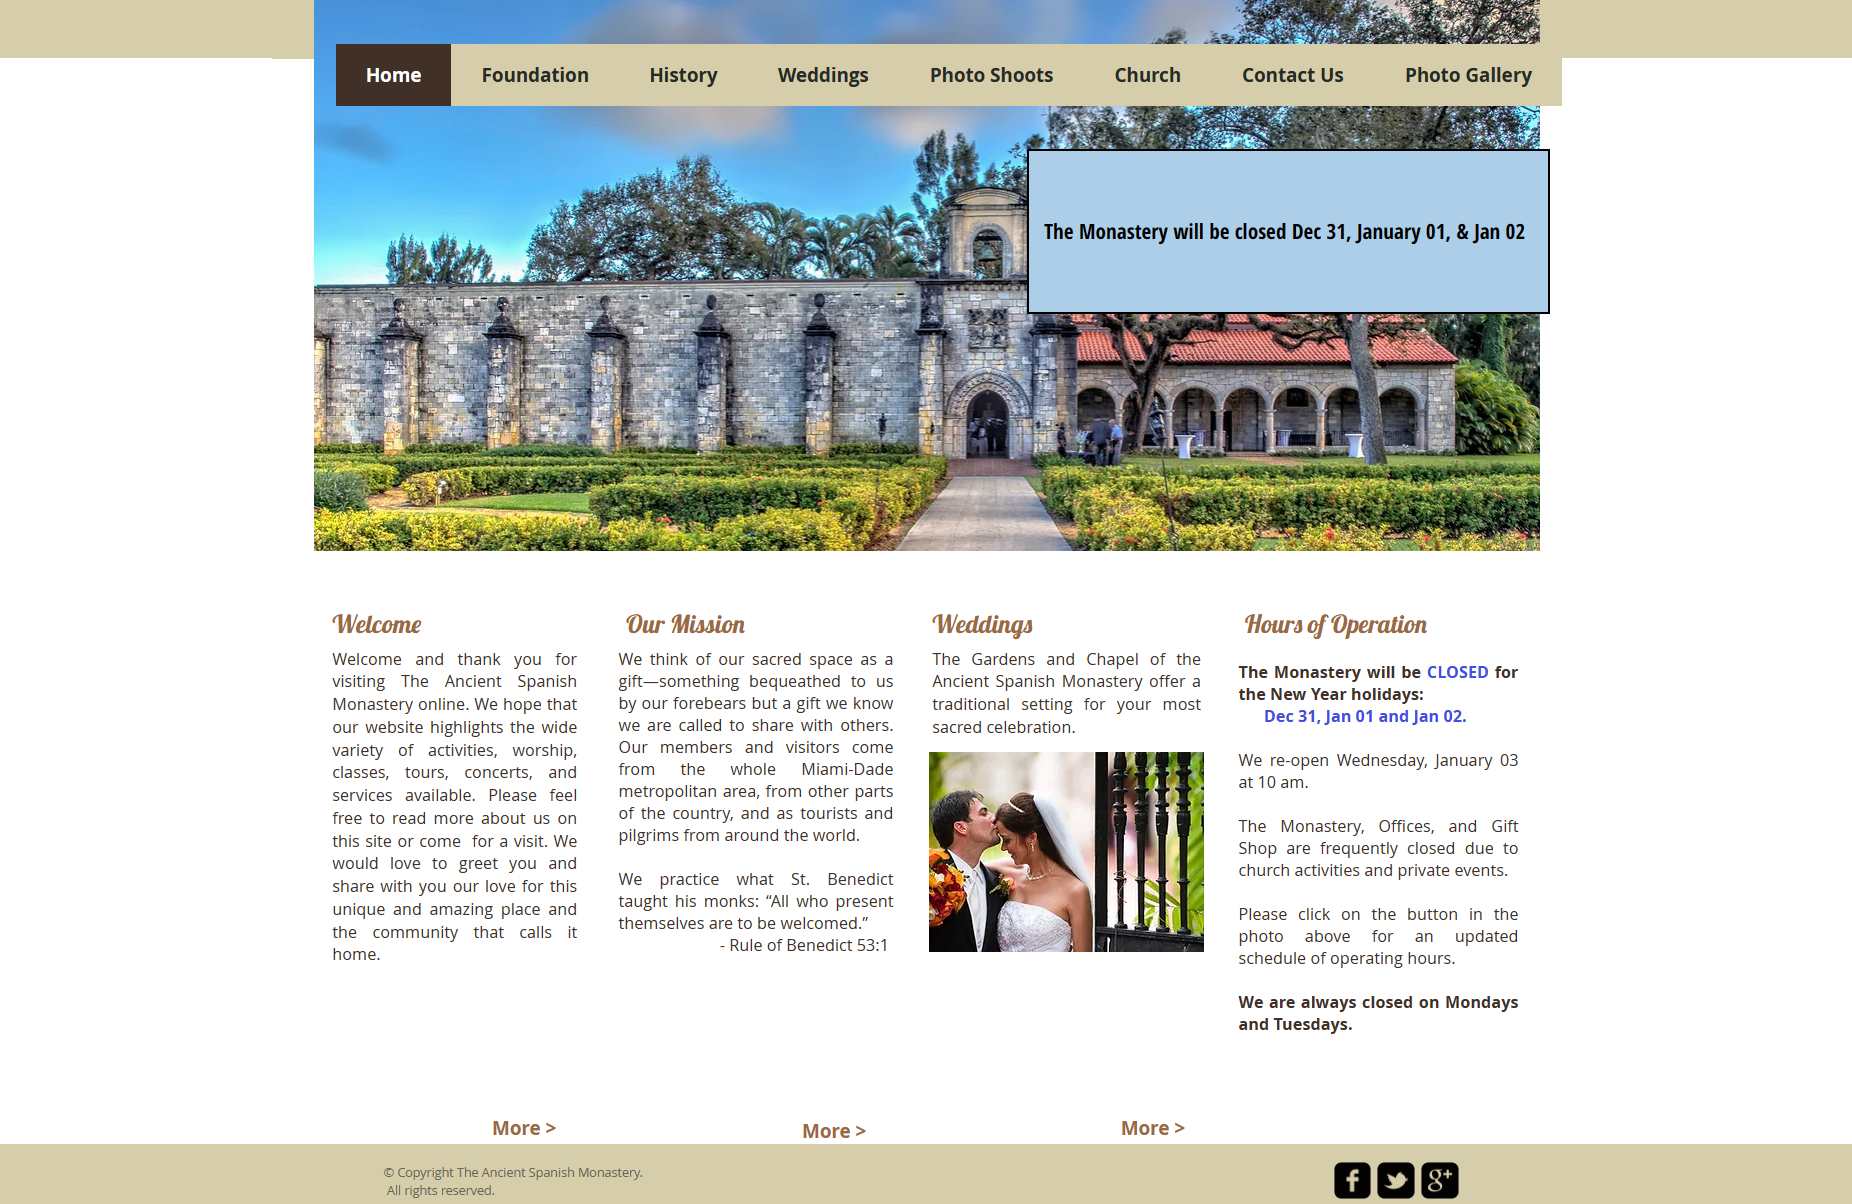 Home Foundation History Weddings Photo Shoots Church Contact Us Photo Gallery
The Monastery will be closed Dec 31, January 01, & Jan 02
Welcome
Welcome and thank you for
visiting The Ancient Spanish
Monastery online. We hope that
our website highlights the wide
variety of activities, worship,
classes, tours, concerts, and
services available. Please feel
free to read more about us on
this site or come for a visit. We
would love to greet you and
share with you our love for this
unique and amazing place and
the community that calls it
home.
More >
Our Mission
We think of our sacred space as a
gift—something bequeathed to us
by our forebears but a gift we know
we are called to share with others.
Our members and visitors come
from the whole Miami-Dade
metropolitan area, from other parts
of the country, and as tourists and
pilgrims from around the world.
We practice what St. Benedict
taught his monks: “All who present
themselves are to be welcomed.”
- Rule of Benedict 53:1
More >
Weddings
The Gardens and Chapel of the
Ancient Spanish Monastery offer a
traditional setting for your most
sacred celebration.
More >
Hours of Operation
The Monastery will be CLOSED for
the New Year holidays:
Dec 31, Jan 01 and Jan 02.
We re-open Wednesday, January 03
at 10 am.
The Monastery, Offices, and Gift
Shop are frequently closed due to
church activities and private events.
Please click on the button in the
photo above for an updated
schedule of operating hours.
We are always closed on Mondays
and Tuesdays.
© Copyright The Ancient Spanish Monastery.
All rights reserved.